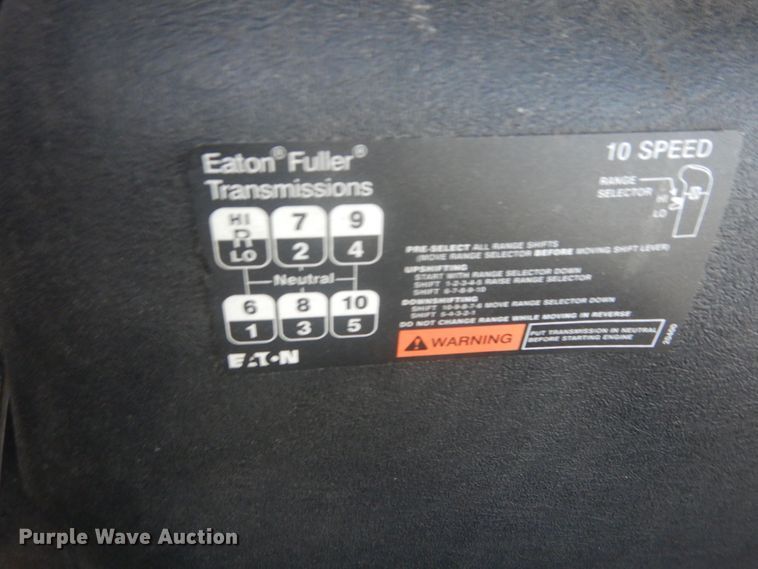 Eaton® Fuller®
Transmissions
10 SPEED
RANGE
SELECTOR
HI
LO
HI 7 9
R
LO 2 4
Neutral
6 8 10
1 3 5
EATON
PRE-SELECT ALL RANGE SHIFTS
(MOVE RANGE SELECTOR BEFORE MOVING SHIFT LEVER)
UPSHIFTING
START WITH RANGE SELECTOR DOWN
SHIFT 1-2-3-4-5 RAISE RANGE SELECTOR
SHIFT 6-7-8-9-10
DOWNSHIFTING
SHIFT 10-9-8-7-6 MOVE RANGE SELECTOR DOWN
SHIFT 5-4-3-2-1
DO NOT CHANGE RANGE WHILE MOVING IN REVERSE
WARNING
PUT TRANSMISSION IN NEUTRAL
BEFORE STARTING ENGINE
Purple Wave Auction